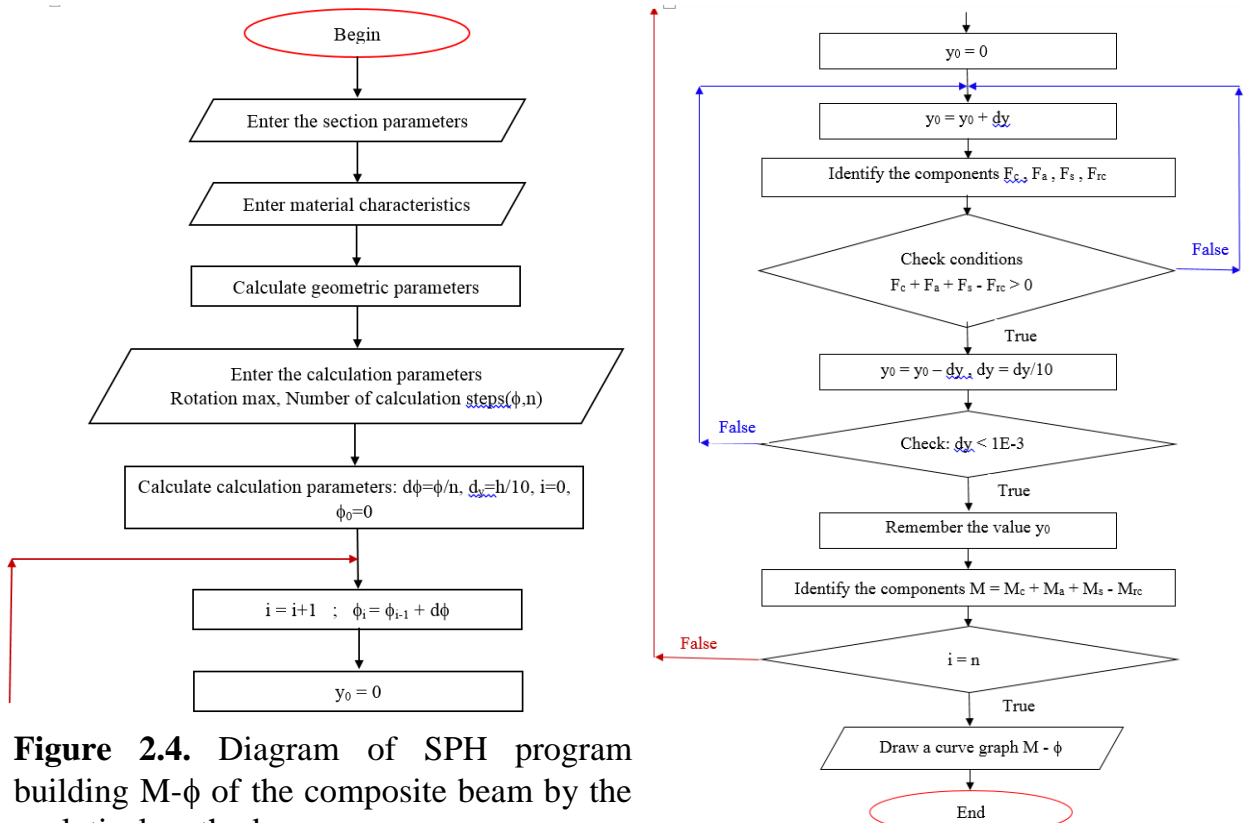 Begin
Enter the section parameters
Enter material characteristics
Calculate geometric parameters
Enter the calculation parameters
Rotation max, Number of calculation steps(ϕ,n)
Calculate calculation parameters: dϕ=ϕ/n, dy=h/10, i=0,
ϕ0=0
i = i+1 ; ϕi = ϕi-1 + dϕ
y0 = 0
Figure 2.4. Diagram of SPH program
building M-ϕ of the composite beam by the
y0 = 0
y0 = y0 + dy
Identify the components Fc , Fa , Fs , Frc
Check conditions
Fc + Fa + Fs - Frc > 0
False
True
y0 = y0 – dy , dy = dy/10
False
Check: dy < 1E-3
True
Remember the value y0
Identify the components M = Mc + Ma + Ms - Mrc
False
i = n
True
Draw a curve graph M - ϕ
End